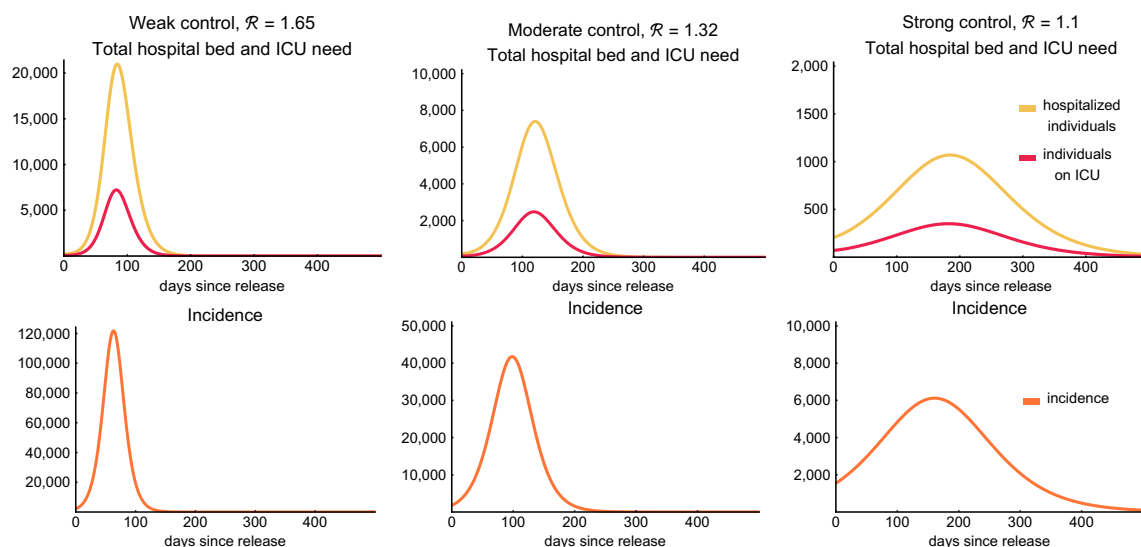 Weak control, ℛ = 1.65
Total hospital bed and ICU need
20,000
15,000
10,000
5,000
0
100
200
300
400
days since release
Moderate control, ℛ = 1.32
Total hospital bed and ICU need
10,000
8,000
6,000
4,000
2,000
0
100
200
300
400
days since release
Strong control, ℛ = 1.1
Total hospital bed and ICU need
2,000
1500
1000
500
0
100
200
300
400
days since release
hospitalized
individuals
individuals
on ICU
Incidence
120,000
100,000
80,000
60,000
40,000
20,000
0
100
200
300
400
days since release
Incidence
50,000
40,000
30,000
20,000
10,000
0
100
200
300
400
days since release
Incidence
10,000
8,000
6,000
4,000
2,000
0
100
200
300
400
days since release
incidence